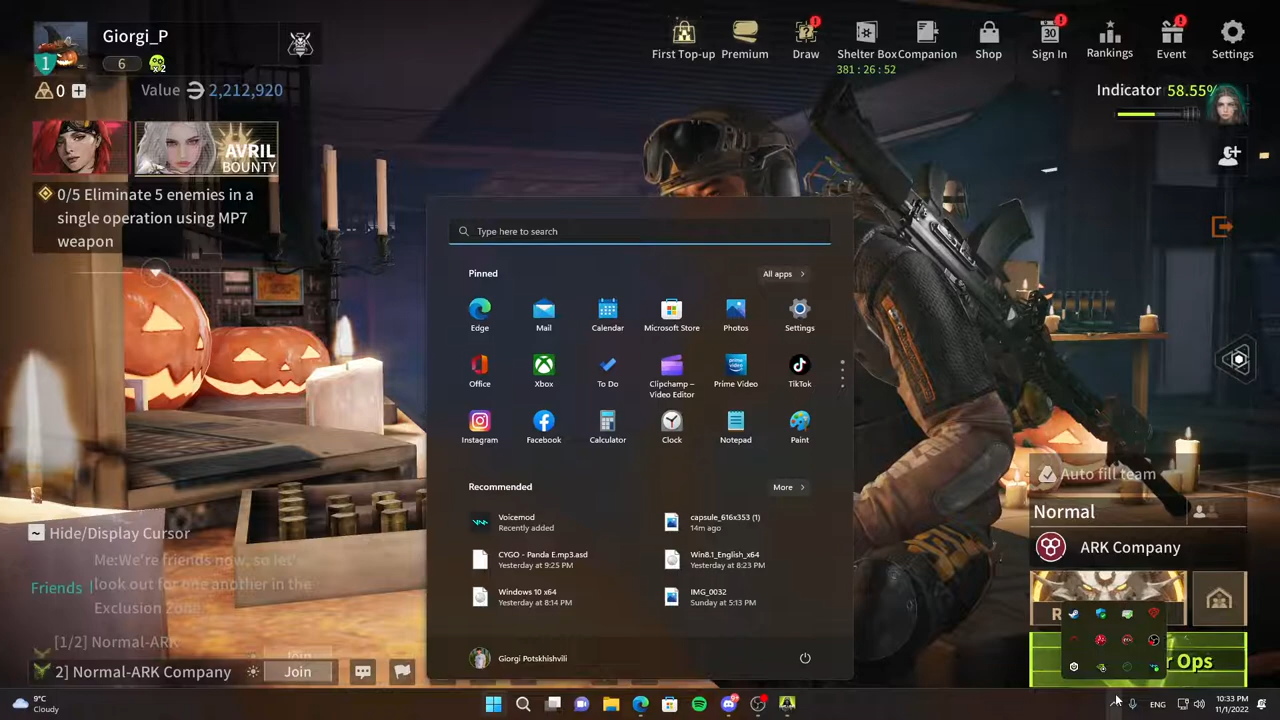 Giorgi_P
1
6
x2
0
Value 2,212,920
First Top-up
Premium
Draw
Shelter Box
381 : 26 : 52
Companion
Shop
30
Sign In
Rankings
Event
Settings
Indicator 58.55%
AVRIL
BOUNTY
0/5 Eliminate 5 enemies in a
single operation using MP7
weapon
Type here to search
Pinned
All apps
Edge
Mail
Calendar
Microsoft Store
Photos
Settings
Office
Xbox
To Do
Clipchamp –
Video Editor
Prime Video
TikTok
Instagram
Facebook
Calculator
Clock
Notepad
Paint
Recommended
More
Voicemod
Recently added
capsule_616x353 (1)
14m ago
CYGO - Panda E.mp3.asd
Yesterday at 9:25 PM
Win8.1_English_x64
Yesterday at 8:23 PM
Windows 10 x64
Yesterday at 8:14 PM
IMG_0032
Sunday at 5:13 PM
Giorgi Potskhishvili
~ Hide/Display Cursor
Me:We're friends now, so let's
look out for one another in the
Exclusion Zone.
Friends
[1/2] Normal-ARK
Join
2] Normal-ARK Company
Join
Auto fill team
Normal
ARK Company
R
Ops
9°C
Cloudy
ENG
10:33 PM
11/1/2022